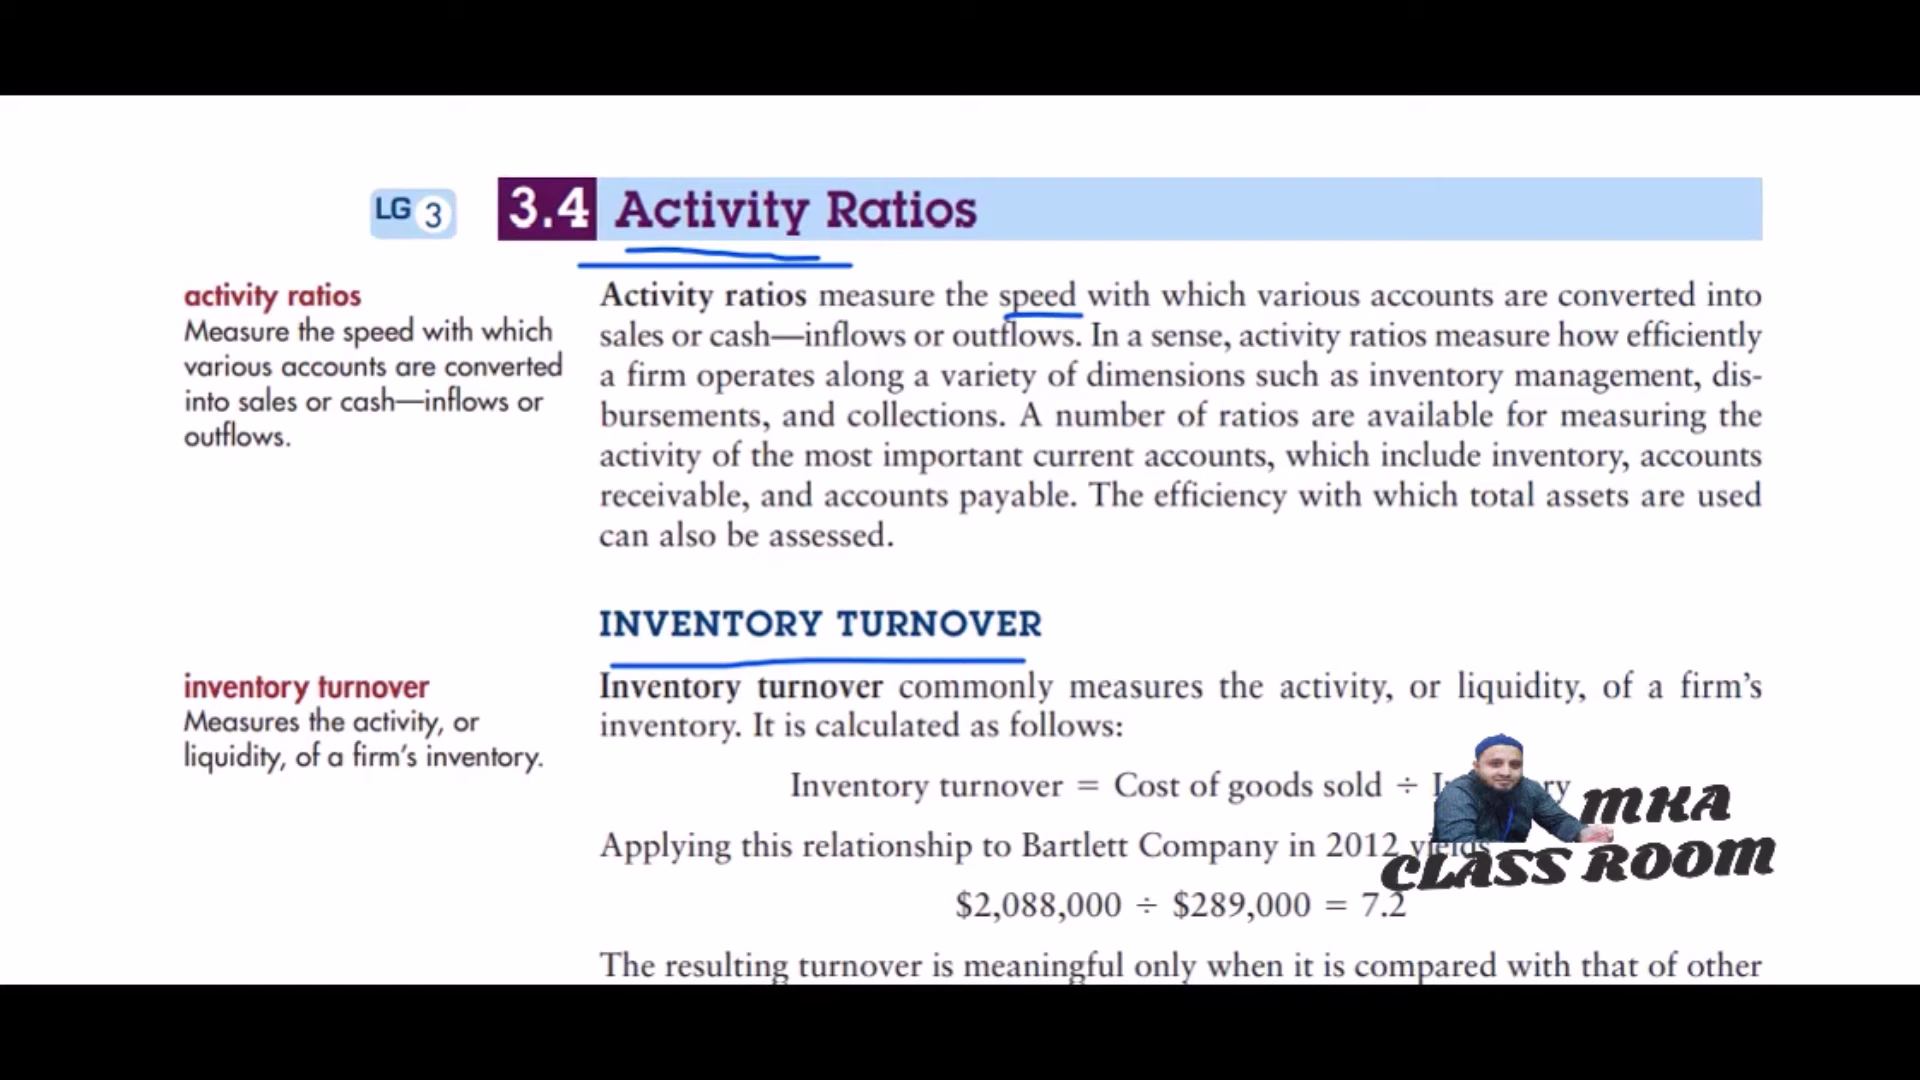 LG 3
3.4 Activity Ratios
activity ratios
Measure the speed with which
various accounts are converted
into sales or cash—inflows or
outflows.
Activity ratios measure the speed with which various accounts are converted into
sales or cash—inflows or outflows. In a sense, activity ratios measure how efficiently
a firm operates along a variety of dimensions such as inventory management, dis-
bursements, and collections. A number of ratios are available for measuring the
activity of the most important current accounts, which include inventory, accounts
receivable, and accounts payable. The efficiency with which total assets are used
can also be assessed.
INVENTORY TURNOVER
inventory turnover
Measures the activity, or
liquidity, of a firm's inventory.
Inventory turnover commonly measures the activity, or liquidity, of a firm's
inventory. It is calculated as follows:
Inventory turnover = Cost of goods sold ÷
Applying this relationship to Bartlett Company in 2012 yields
$2,088,000 ÷ $289,000 = 7.2
The resulting turnover is meaningful only when it is compared with that of other
MKA
CLASS ROOM